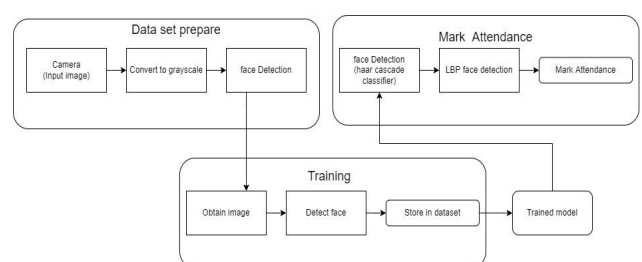 Data set prepare
Camera
(Input image)
Convert to grayscale
face Detection
Mark Attendance
face Detection
(haar cascade
classifier)
LBP face detection
Mark Attendance
Training
Obtain image
Detect face
Store in dataset
Trained model